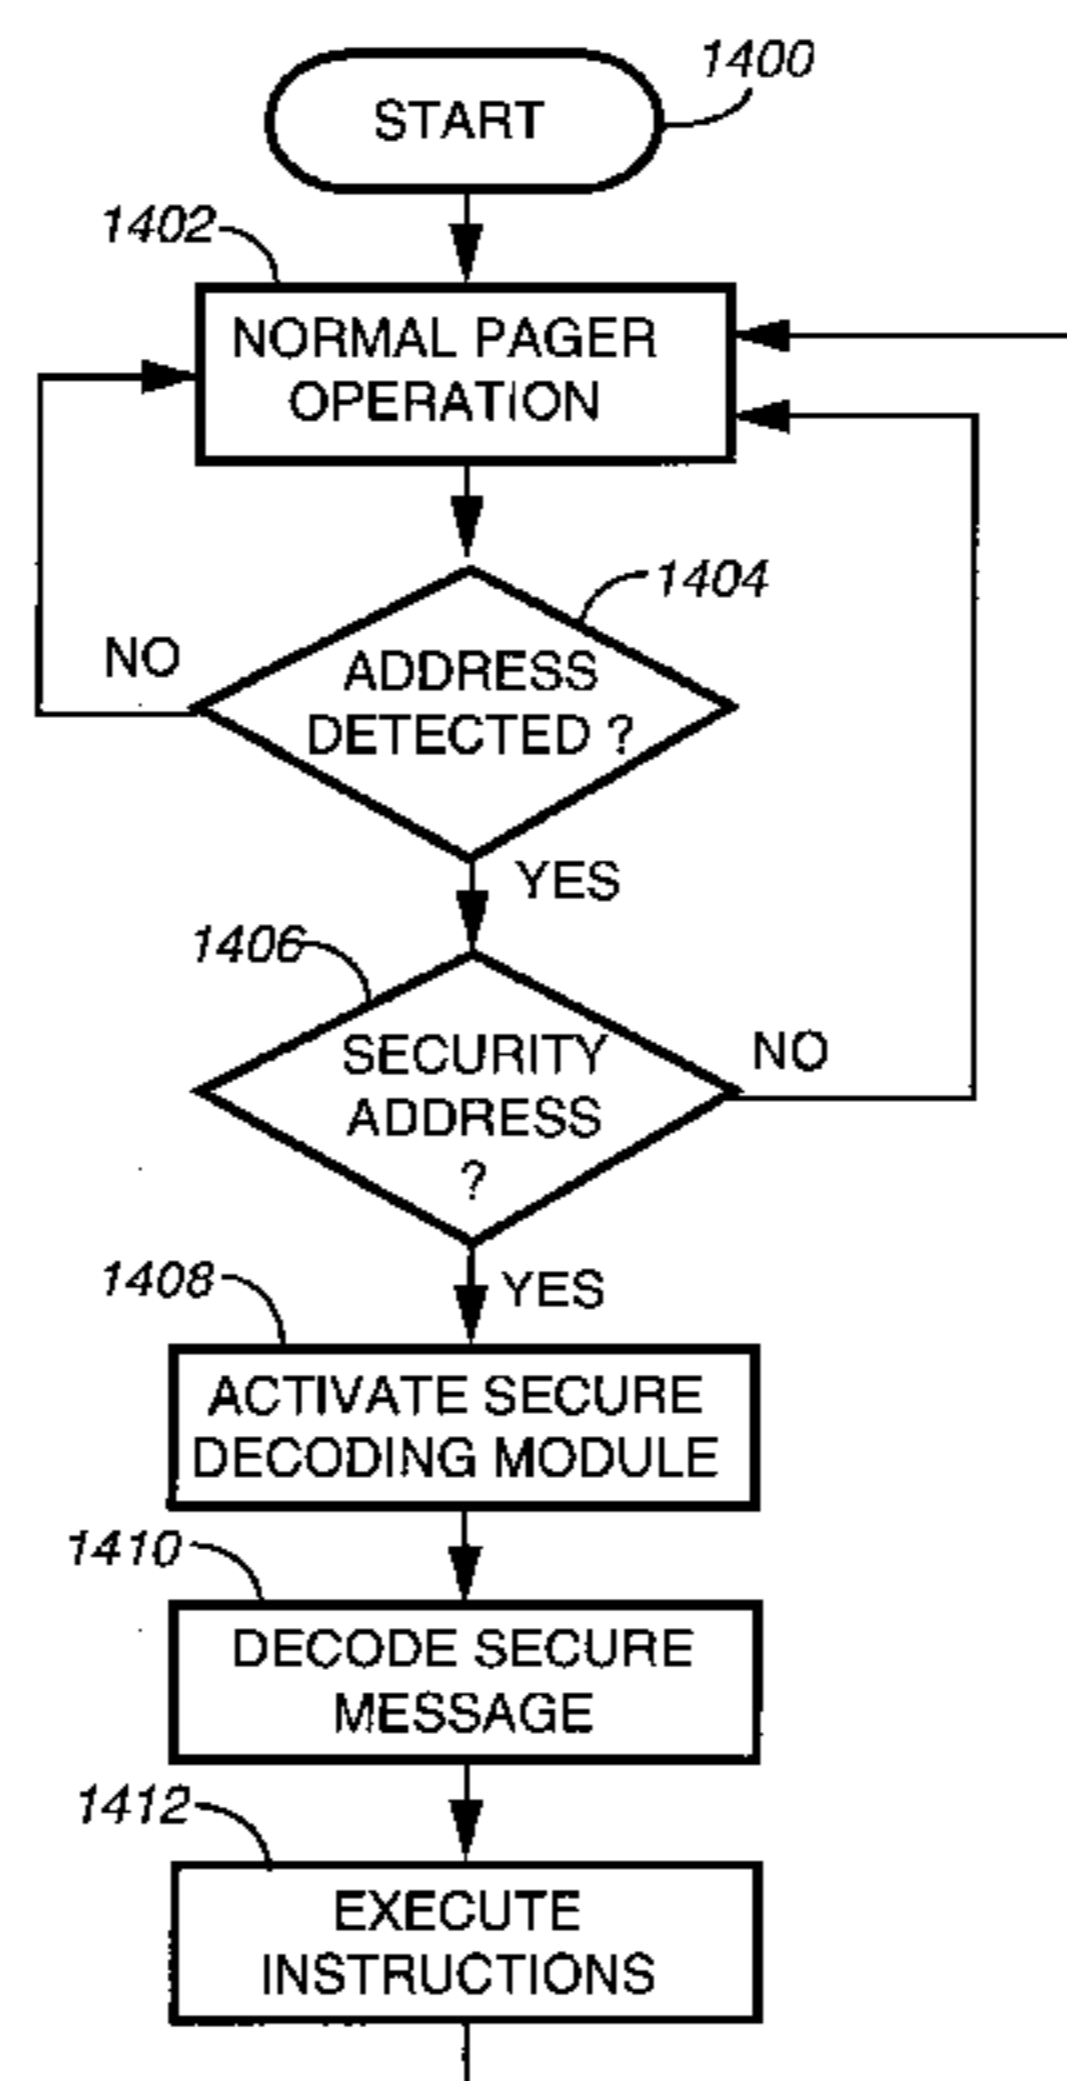 1400
START
1402
NORMAL PAGER
OPERATION
1404
NO
ADDRESS
DETECTED ?
YES
1406
SECURITY
ADDRESS
?
NO
1408
YES
ACTIVATE SECURE
DECODING MODULE
1410
DECODE SECURE
MESSAGE
1412
EXECUTE
INSTRUCTIONS